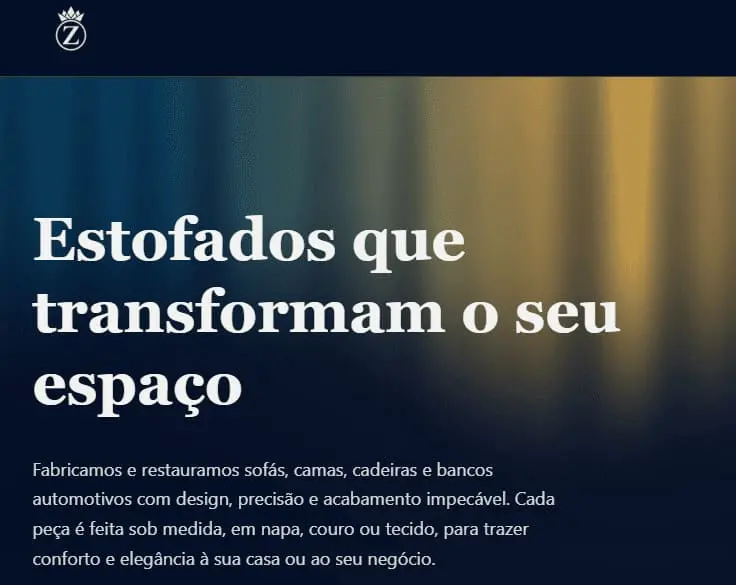 Z
Estofados que
transformam o seu
espaço
Fabricamos e restauramos sofás, camas, cadeiras e bancos
automotivos com design, precisão e acabamento impecável. Cada
peça é feita sob medida, em napa, couro ou tecido, para trazer
conforto e elegância à sua casa ou ao seu negócio.